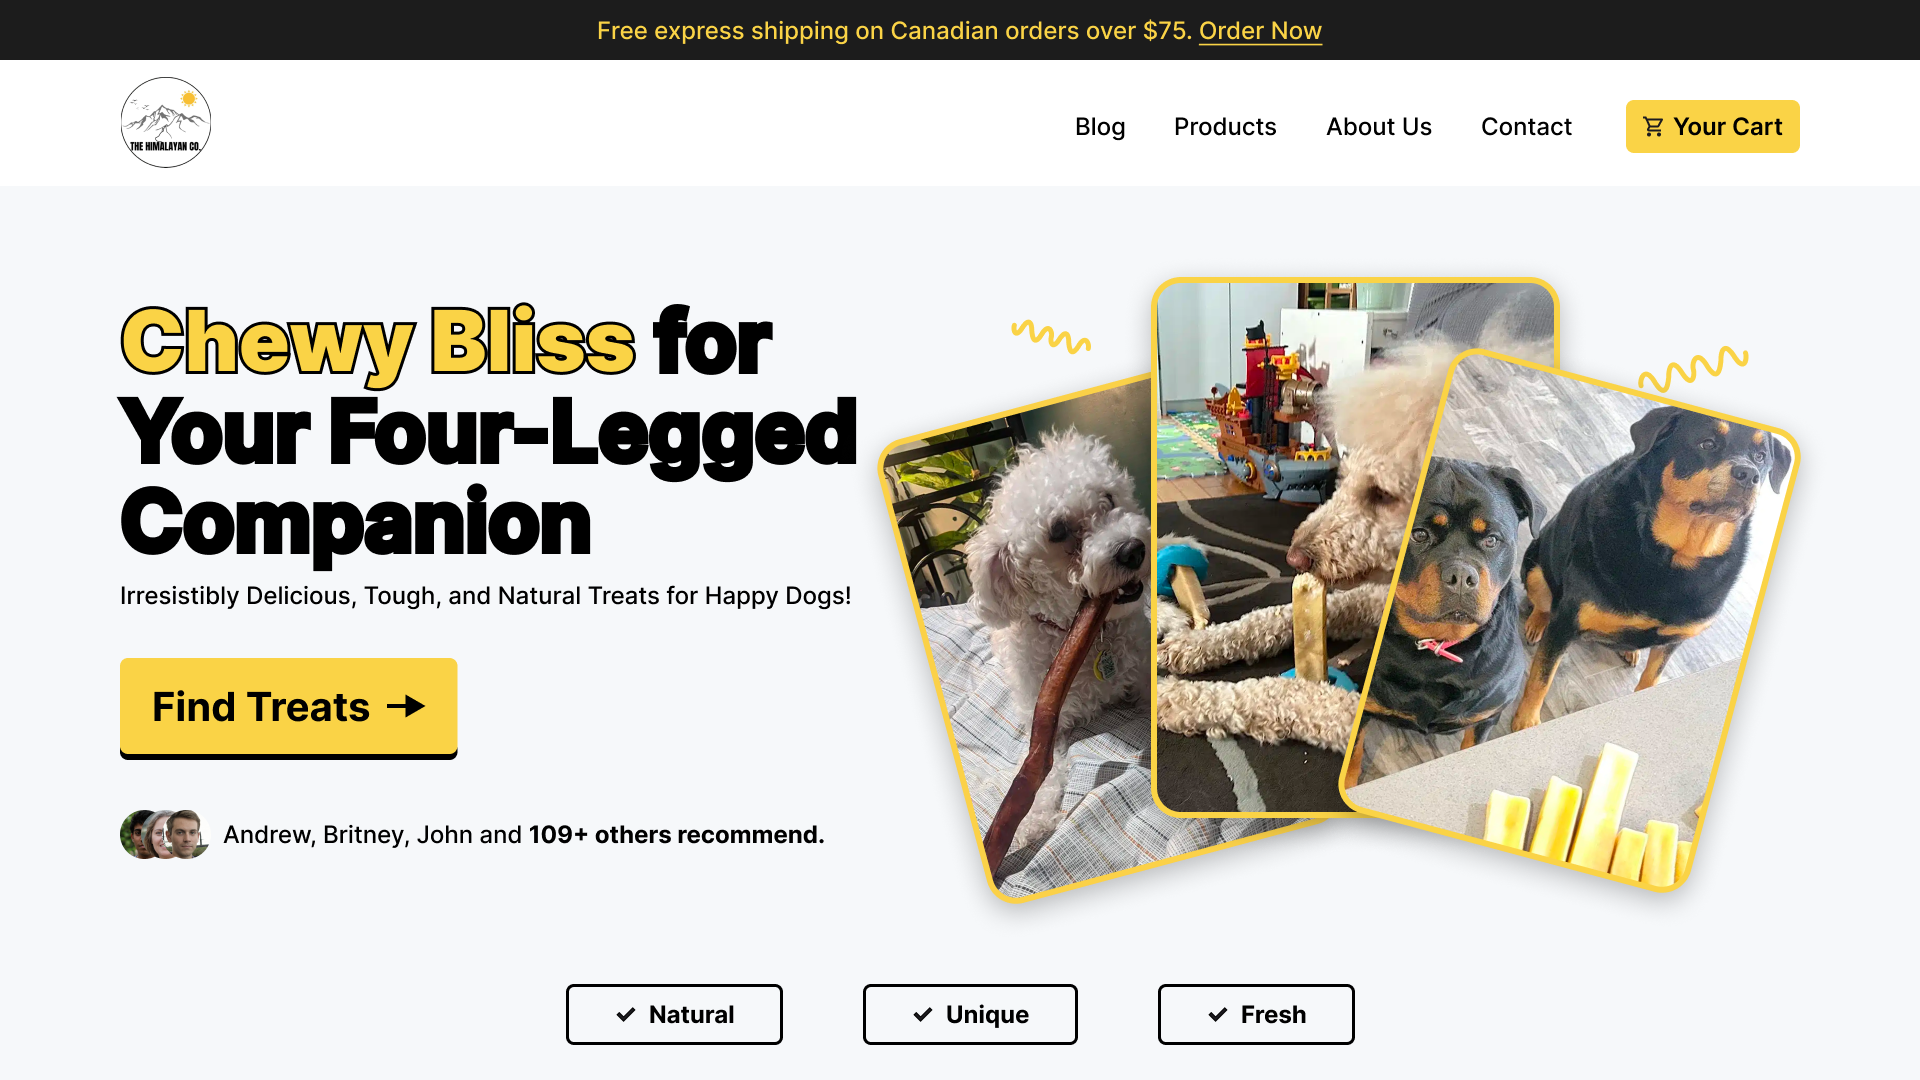 Free express shipping on Canadian orders over $75. Order Now
THE HIMALAYAN CO.
Blog
Products
About Us
Contact
Your Cart
Chewy Bliss for
Your Four-Legged
Companion
Irresistibly Delicious, Tough, and Natural Treats for Happy Dogs!
Find Treats
Andrew, Britney, John and 109+ others recommend.
Natural
Unique
Fresh